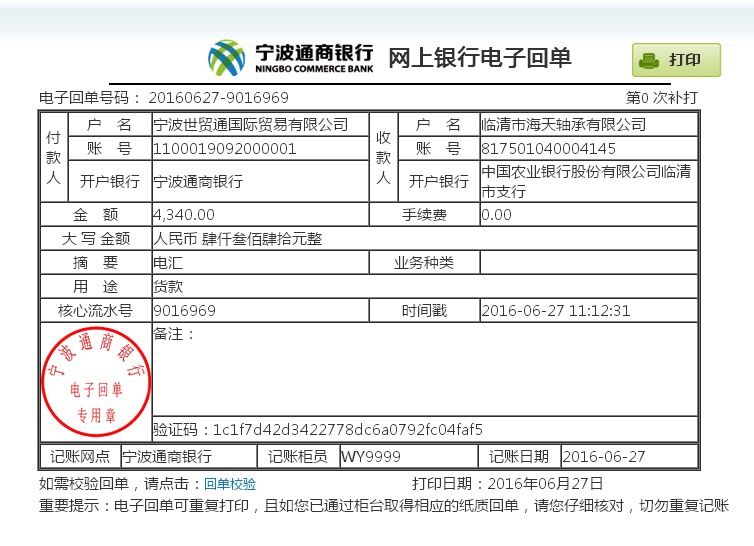 宁波通商银行 网上银行电子回单 打印
NINGBO COMMERCE BANK
电子回单号码： 20160627-9016969 第0 次补打
付款人 户 名 宁波世贸通国际贸易有限公司 收款人 户 名 临清市海天轴承有限公司
账 号 1100019092000001 账 号 817501040004145
开户银行 宁波通商银行 开户银行 中国农业银行股份有限公司临清
市支行
金 额 4,340.00 手续费 0.00
大 写 金额 人民币 肆仟叁佰肆拾元整
摘 要 电汇 业务种类
用 途 货款
核心流水号 9016969 时间戳 2016-06-27 11:12:31
备注：
宁波通商银行
电子回单
专用章
验证码：1c1f7d42d3422778dc6a0792fc04faf5
记账网点 宁波通商银行 记账柜员 WY9999 记账日期 2016-06-27
如需校验回单，请点击：回单校验 打印日期：2016年06月27日
重要提示：电子回单可重复打印，且如您已通过柜台取得相应的纸质回单，请您仔细核对，切勿重复记账